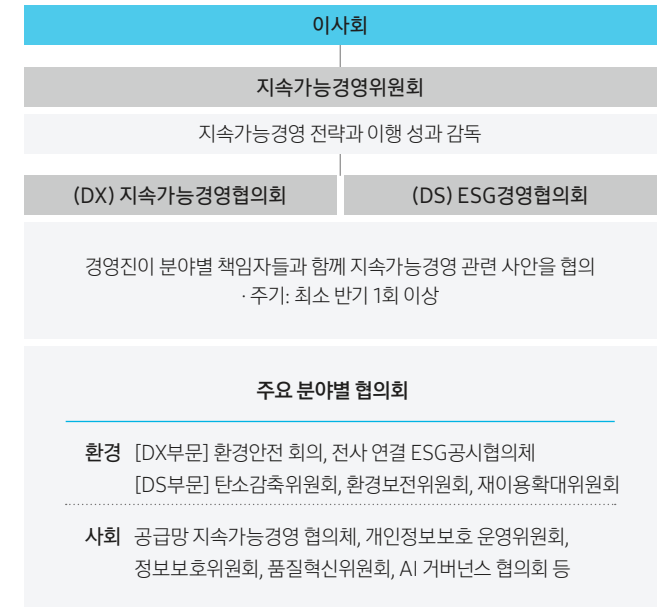 이사회
지속가능경영위원회
지속가능경영 전략과 이행 성과 감독
(DX) 지속가능경영협의회
(DS) ESG경영협의회
경영진이 분야별 책임자들과 함께 지속가능경영 관련 사안을 협의
· 주기: 최소 반기 1회 이상
주요 분야별 협의회
환경 [DX부문] 환경안전 회의, 전사 연결 ESG공시협의체
[DS부문] 탄소감축위원회, 환경보전위원회, 재이용확대위원회
사회 공급망 지속가능경영 협의체, 개인정보보호 운영위원회,
정보보호위원회, 품질혁신위원회, AI 거버넌스 협의회 등